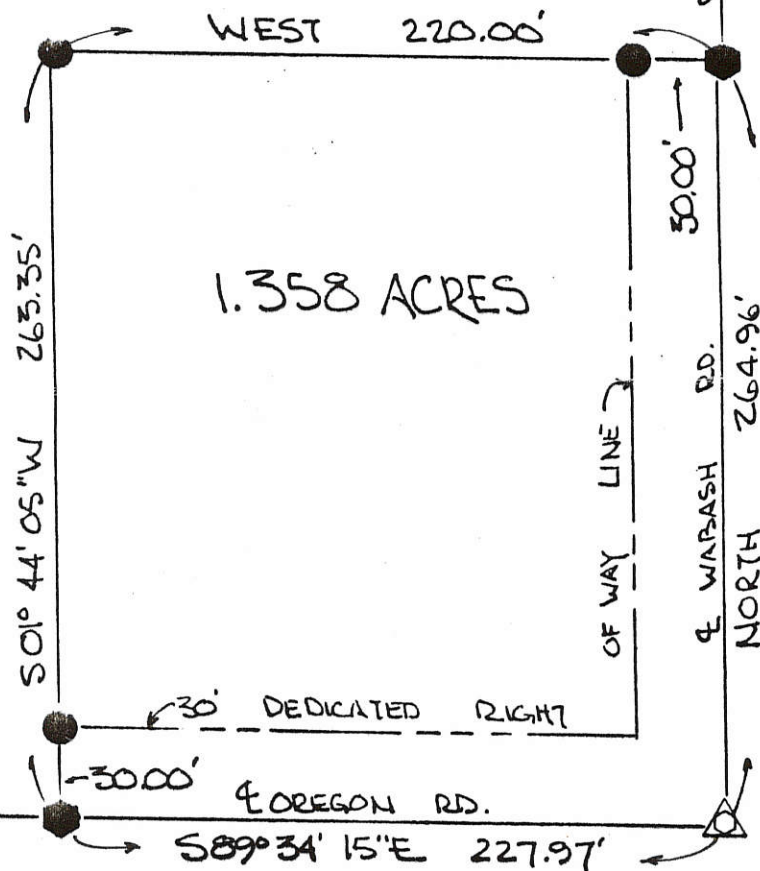 WEST 220.00'
30.00'
S01° 44' 05"W 263.35'
1.358 ACRES
OF WAY LINE
℄ WABASH RD.
NORTH 264.96'
30' DEDICATED RIGHT
30.00'
℄ OREGON RD.
S89° 34' 15"E 227.97'